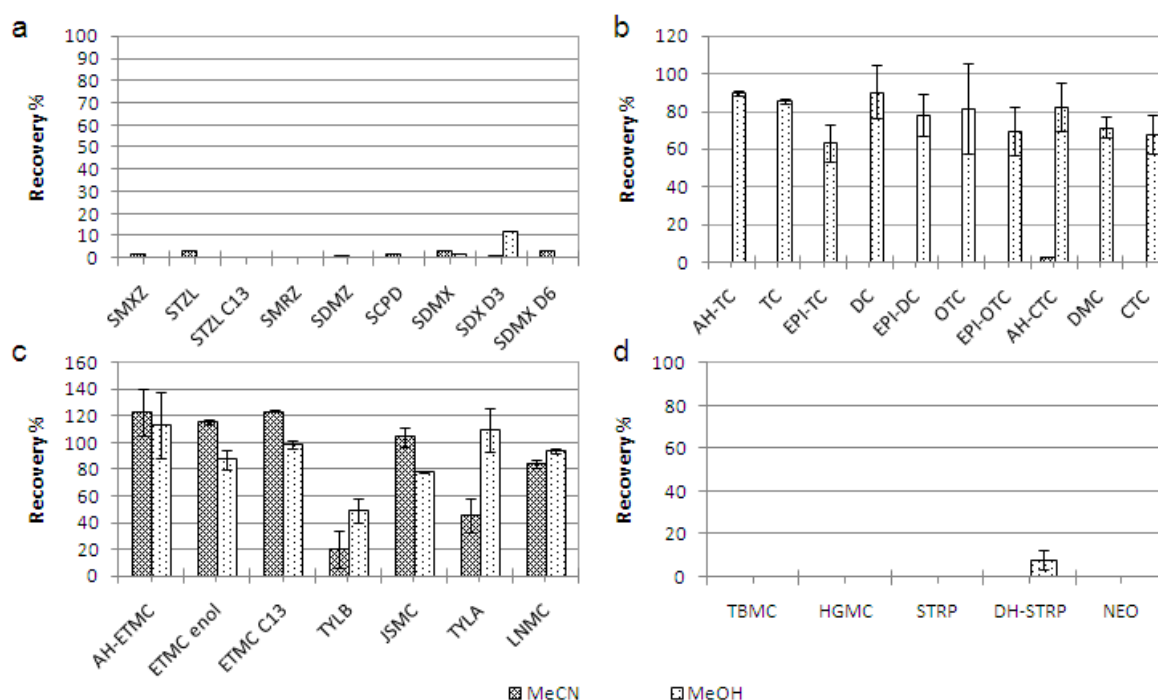 a
100
90
80
70
60
50
40
30
20
10
0
Recovery %
SMXZ
STZL
STZL C13
SMRZ
SDMZ
SCPD
SDMX
SDX D3
SDMX D6
b
120
100
80
60
40
20
0
Recovery %
AH-TC
TC
EPI-TC
DC
EPI-DC
OTC
EPI-OTC
AH-CTC
DMC
CTC
c
160
140
120
100
80
60
40
20
0
Recovery %
AH-ETMC
ETMC enol
ETMC C13
TYLB
JSMC
TYLA
LNMC
d
100
80
60
40
20
0
Recovery %
TBMC
HGMC
STRP
DH-STRP
NEO
MeCN
MeOH